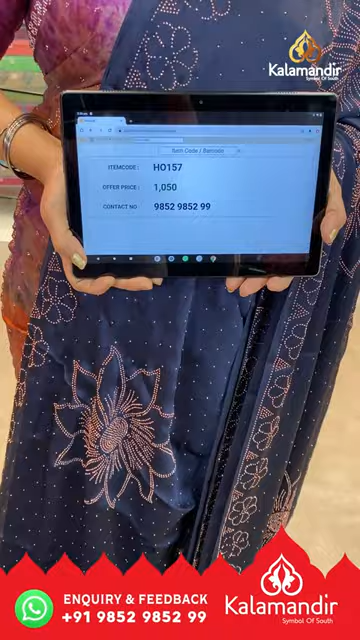 Kalamandir
Symbol Of South
Item Code / Barcode
ITEMCODE : HO157
OFFER PRICE : 1,050
CONTACT NO : 9852 9852 99
ENQUIRY & FEEDBACK
+91 9852 9852 99
Kalamandir
Symbol Of South